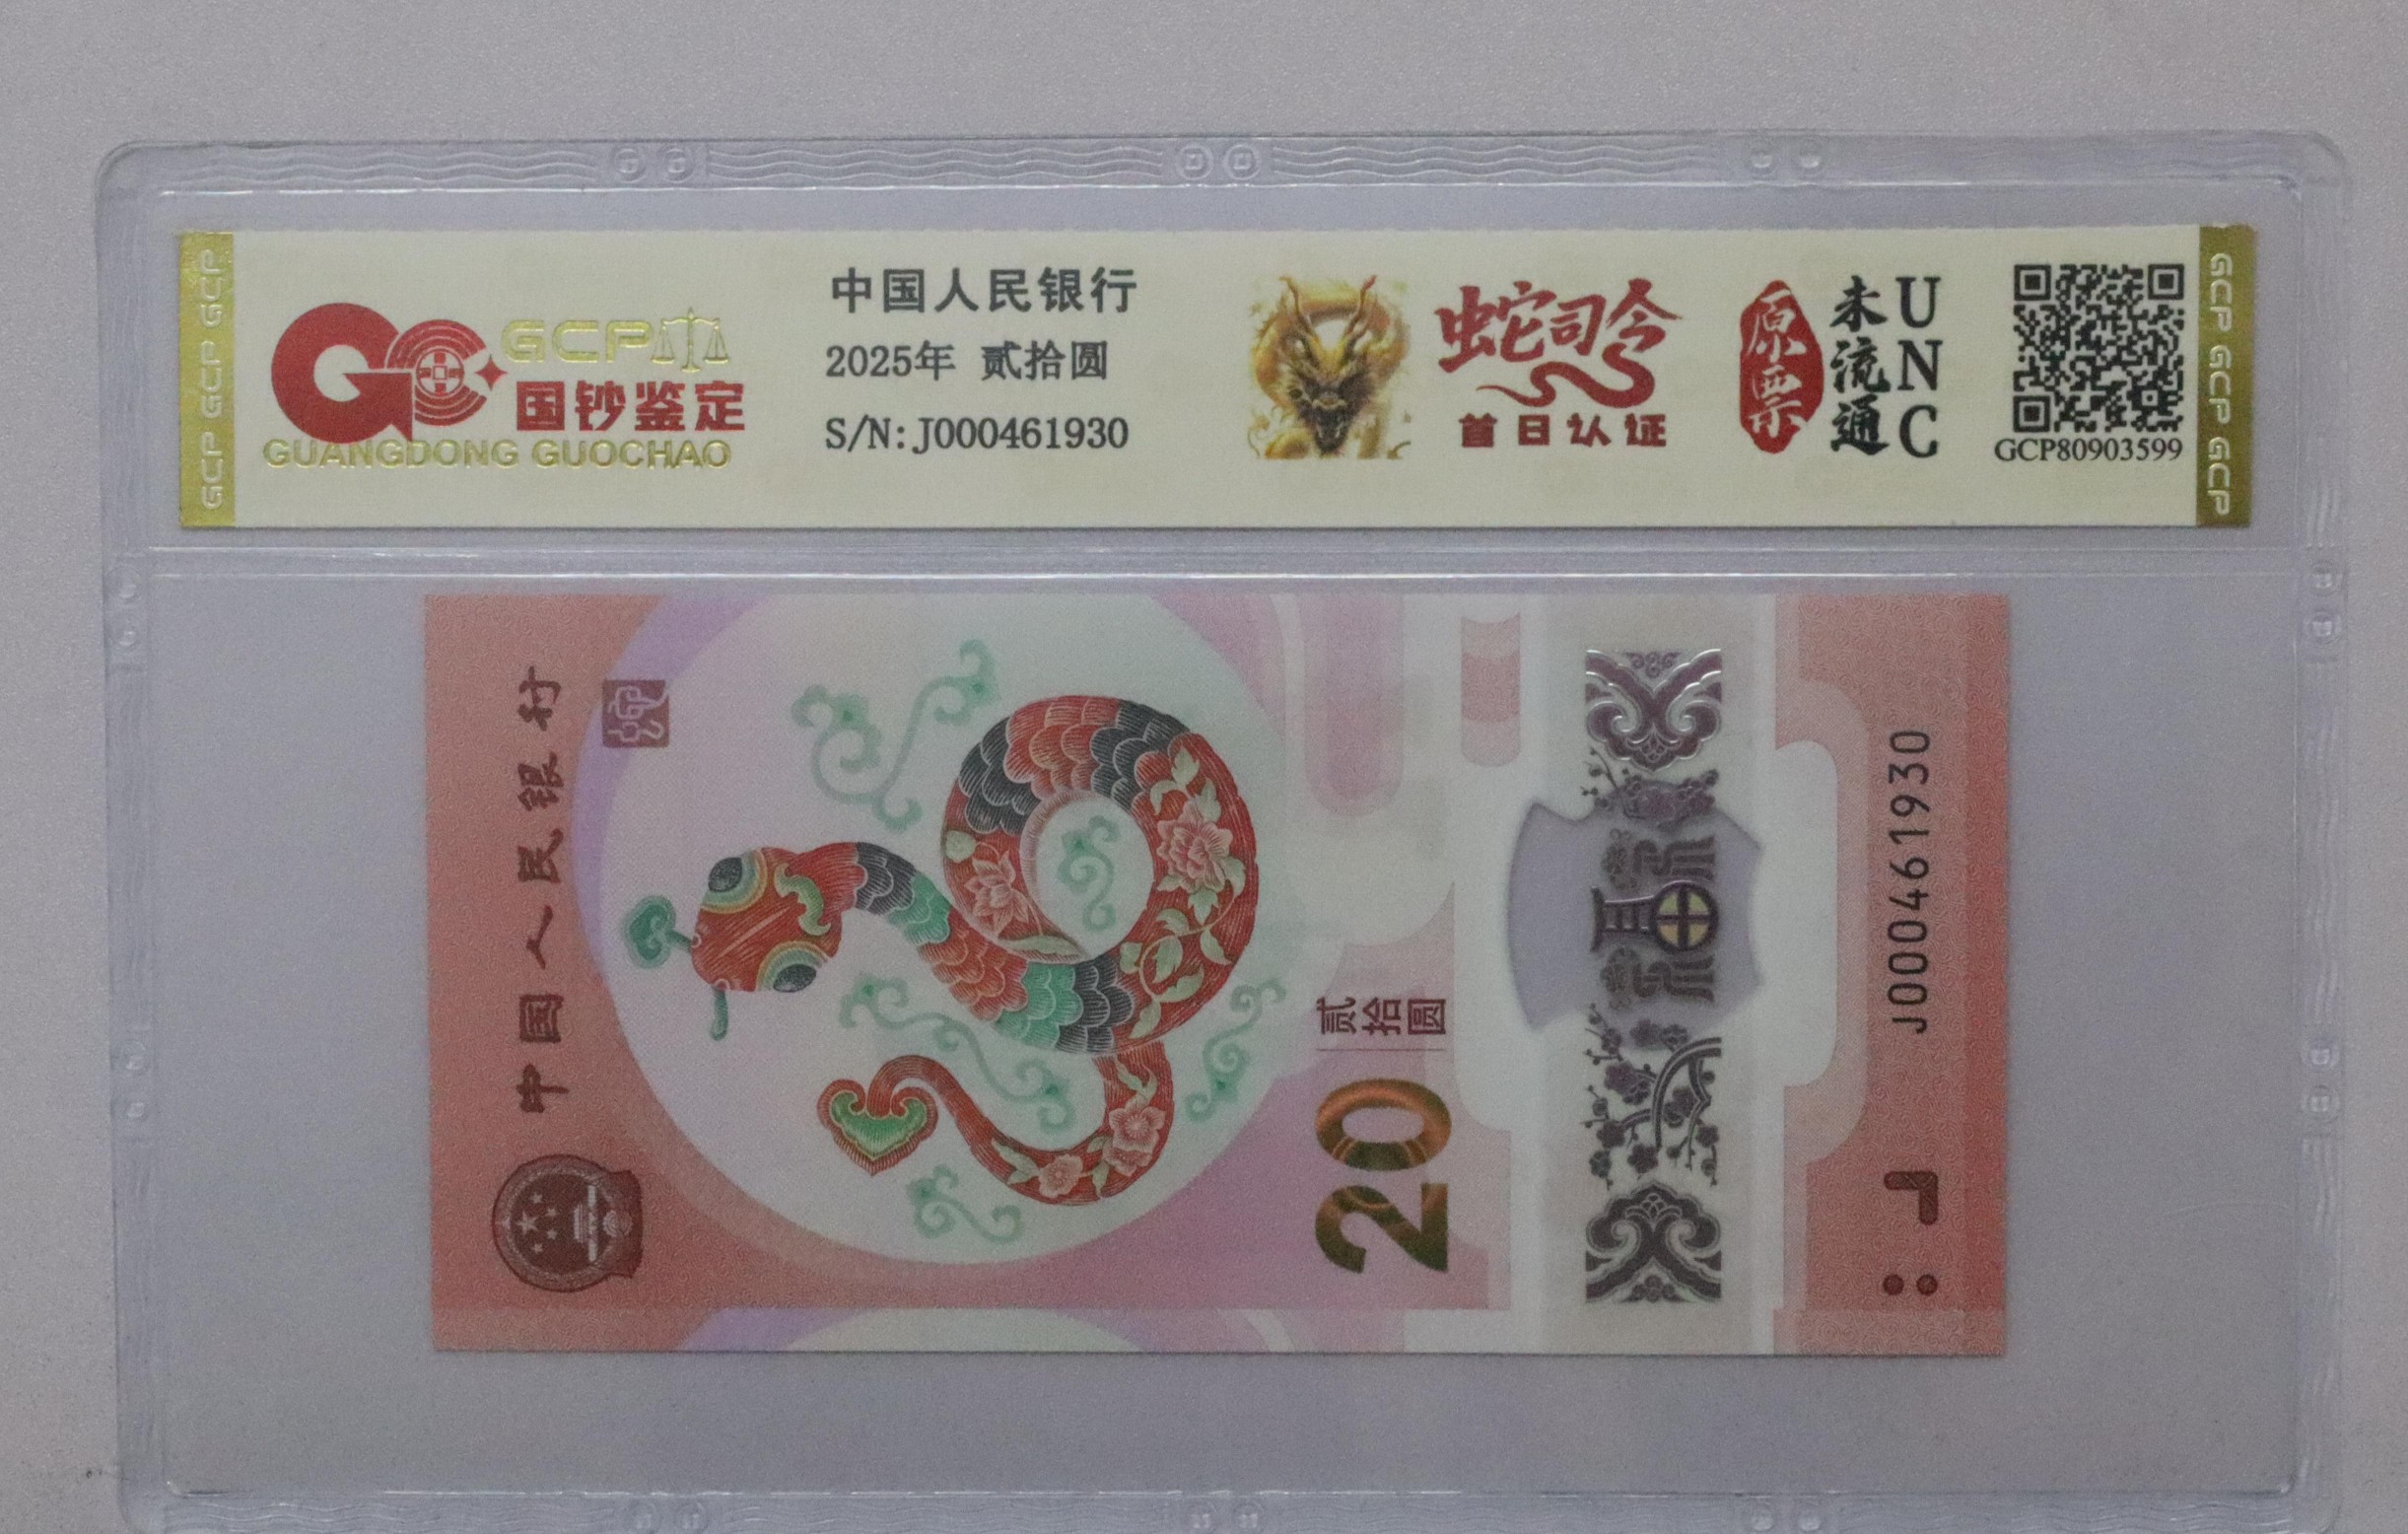 GCP GCP GCP
GCP
国钞鉴定
GUANGDONG GUOCHAO
中国人民银行
2025年 贰拾圆
S/N: J000461930
蛇司令
首日认证
原票
未流通
UNC
GCP80903599
GCP GCP GCP
中国人民银行
20
贰拾圆
福
J000461930